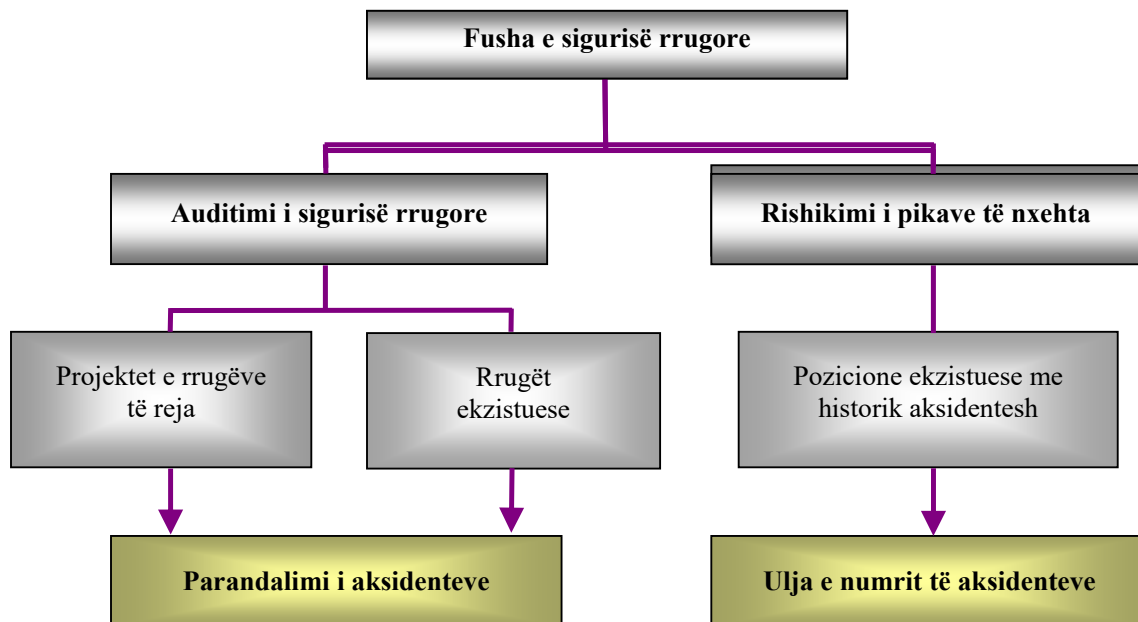 Fusha e sigurisë rrugore
Auditimi i sigurisë rrugore
Rishikimi i pikave të nxehta
Projektet e rrugëve
të reja
Rrugët
ekzistuese
Pozicione ekzistuese me
historik aksidentesh
Parandalimi i aksidenteve
Ulja e numrit të aksidenteve